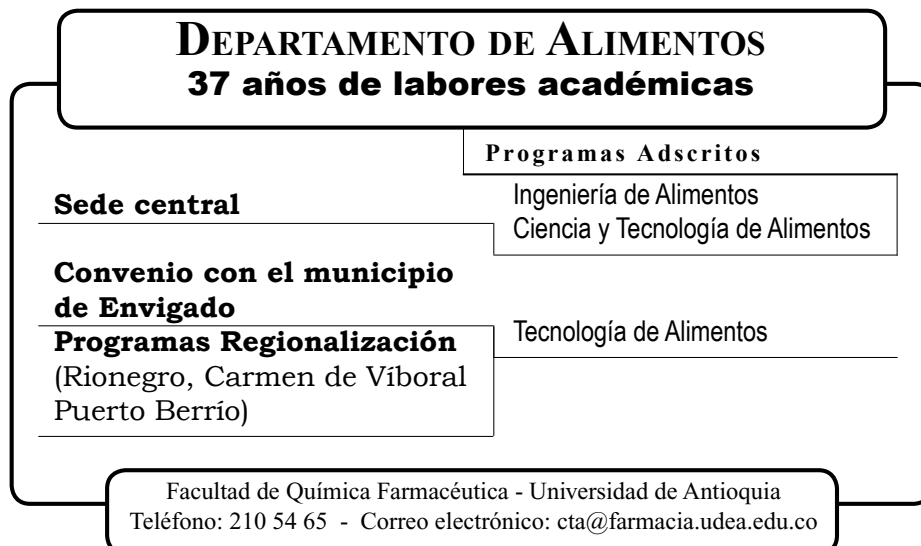 DEPARTAMENTO DE ALIMENTOS
37 años de labores académicas
Programas Adscritos
Sede central
Ingeniería de Alimentos
Ciencia y Tecnología de Alimentos
Convenio con el municipio
de Envigado
Programas Regionalización
(Rionegro, Carmen de Víboral
Puerto Berrío)
Tecnología de Alimentos
Facultad de Química Farmacéutica - Universidad de Antioquia
Teléfono: 210 54 65 - Correo electrónico: cta@farmacia.udea.edu.co